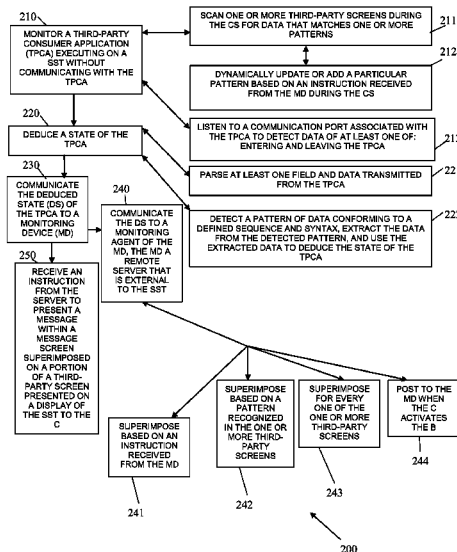 210
MONITOR A THIRD-PARTY
CONSUMER APPLICATION
(TPCA) EXECUTING ON A
SST WITHOUT
COMMUNICATING WITH THE
TPCA
SCAN ONE OR MORE THIRD-PARTY SCREENS DURING
THE CS FOR DATA THAT MATCHES ONE OR MORE
PATTERNS
211
212
DYNAMICALLY UPDATE OR ADD A PARTICULAR
PATTERN BASED ON AN INSTRUCTION RECEIVED
FROM THE MD DURING THE CS
220
DEDUCE A STATE OF THE
TPCA
LISTEN TO A COMMUNICATION PORT ASSOCIATED WITH
THE TPCA TO DETECT DATA OF AT LEAST ONE OF:
ENTERING AND LEAVING THE TPCA
213
PARSE AT LEAST ONE FIELD AND DATA TRANSMITTED
FROM THE TPCA
221
230
COMMUNICATE
THE DEDUCED
STATE (DS) OF
THE TPCA TO A
MONITORING
DEVICE (MD)
240
COMMUNICATE
THE DS TO A
MONITORING
AGENT OF THE
MD, THE MD A
REMOTE
SERVER THAT
IS EXTERNAL
TO THE SST
DETECT A PATTERN OF DATA CONFORMING TO A
DEFINED SEQUENCE AND SYNTAX, EXTRACT THE DATA
FROM THE DETECTED PATTERN, AND USE THE
EXTRACTED DATA TO DEDUCE THE STATE OF THE
TPCA
222
250
RECEIVE AN
INSTRUCTION
FROM THE
SERVER TO
PRESENT A
MESSAGE
WITHIN A
MESSAGE
SCREEN
SUPERIMPOSED
ON A PORTION
OF A THIRD-
PARTY SCREEN
PRESENTED ON
A DISPLAY OF
THE SST TO THE
C
SUPERIMPOSE
BASED ON AN
INSTRUCTION
RECEIVED
FROM THE MD
241
SUPERIMPOSE
BASED ON A
PATTERN
RECOGNIZED
IN THE ONE
OR MORE
THIRD-
PARTY
SCREENS
242
SUPERIMPOSE
FOR EVERY
ONE OF THE
ONE OR MORE
THIRD-PARTY
SCREENS
243
POST TO THE
MD WHEN
THE C
ACTIVATES
THE B
244
200